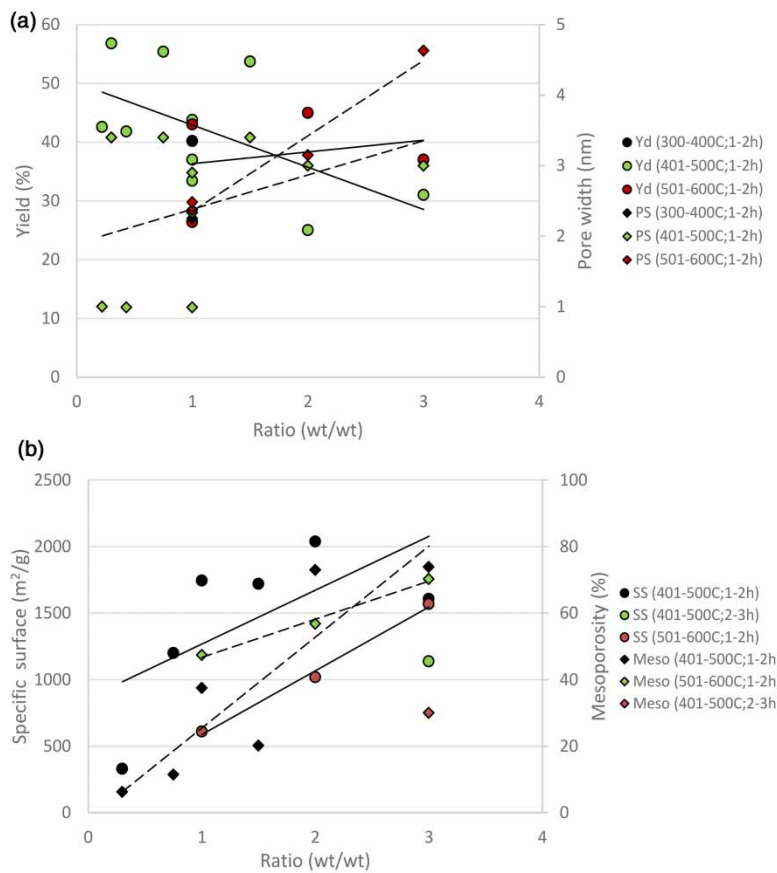 (a)
60
50
40
30
20
10
0
Yield (%)
5
4
3
2
1
0
Pore width (nm)
0 1 2 3 4
Ratio (wt/wt)
Yd (300-400C;1-2h)
Yd (401-500C;1-2h)
Yd (501-600C;1-2h)
PS (300-400C;1-2h)
PS (401-500C;1-2h)
PS (501-600C;1-2h)
(b)
2500
2000
1500
1000
500
0
Specific surface (m²/g)
100
80
60
40
20
0
Mesoporosity (%)
0 1 2 3 4
Ratio (wt/wt)
SS (401-500C;1-2h)
SS (401-500C;2-3h)
SS (501-600C;1-2h)
Meso (401-500C;1-2h
Meso (501-600C;1-2h
Meso (401-500C;2-3h